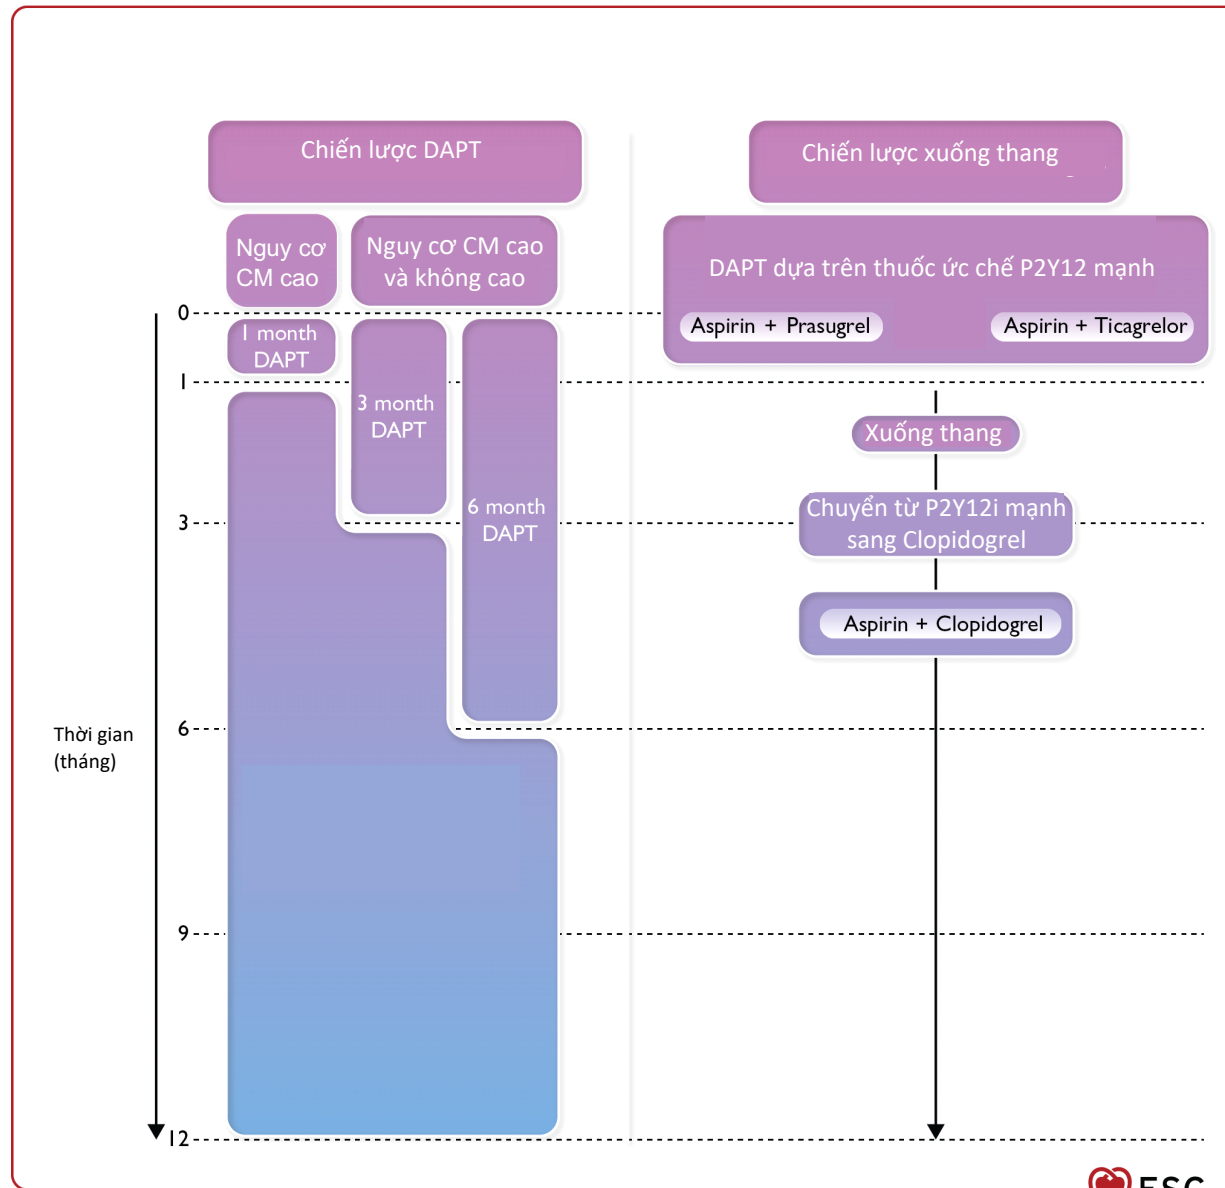 Chiến lược DAPT
Chiến lược xuống thang
Nguy cơ
CM cao
Nguy cơ CM cao
và không cao
DAPT dựa trên thuốc ức chế P2Y12 mạnh
Aspirin + Prasugrel
Aspirin + Ticagrelor
0
1 month
DAPT
1
3 month
DAPT
Xuống thang
6 month
DAPT
Chuyển từ P2Y12i mạnh
sang Clopidogrel
3
Aspirin + Clopidogrel
6
Thời gian
(tháng)
9
12
ESC